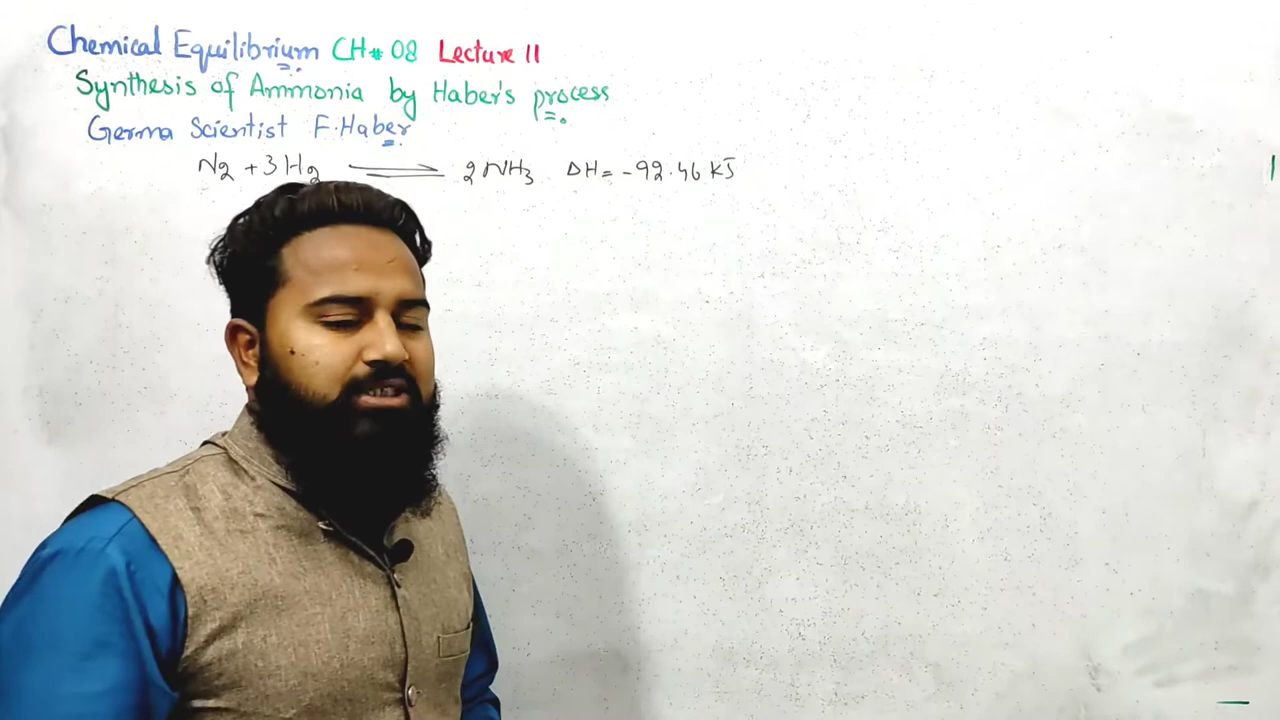 Chemical Equilibrium CH# 08 Lecture 11
Synthesis of Ammonia by Haber's process
Germa Scientist F.Haber
N2 + 3H2 ⇌ 2NH3 ΔH = -92.46 kJ